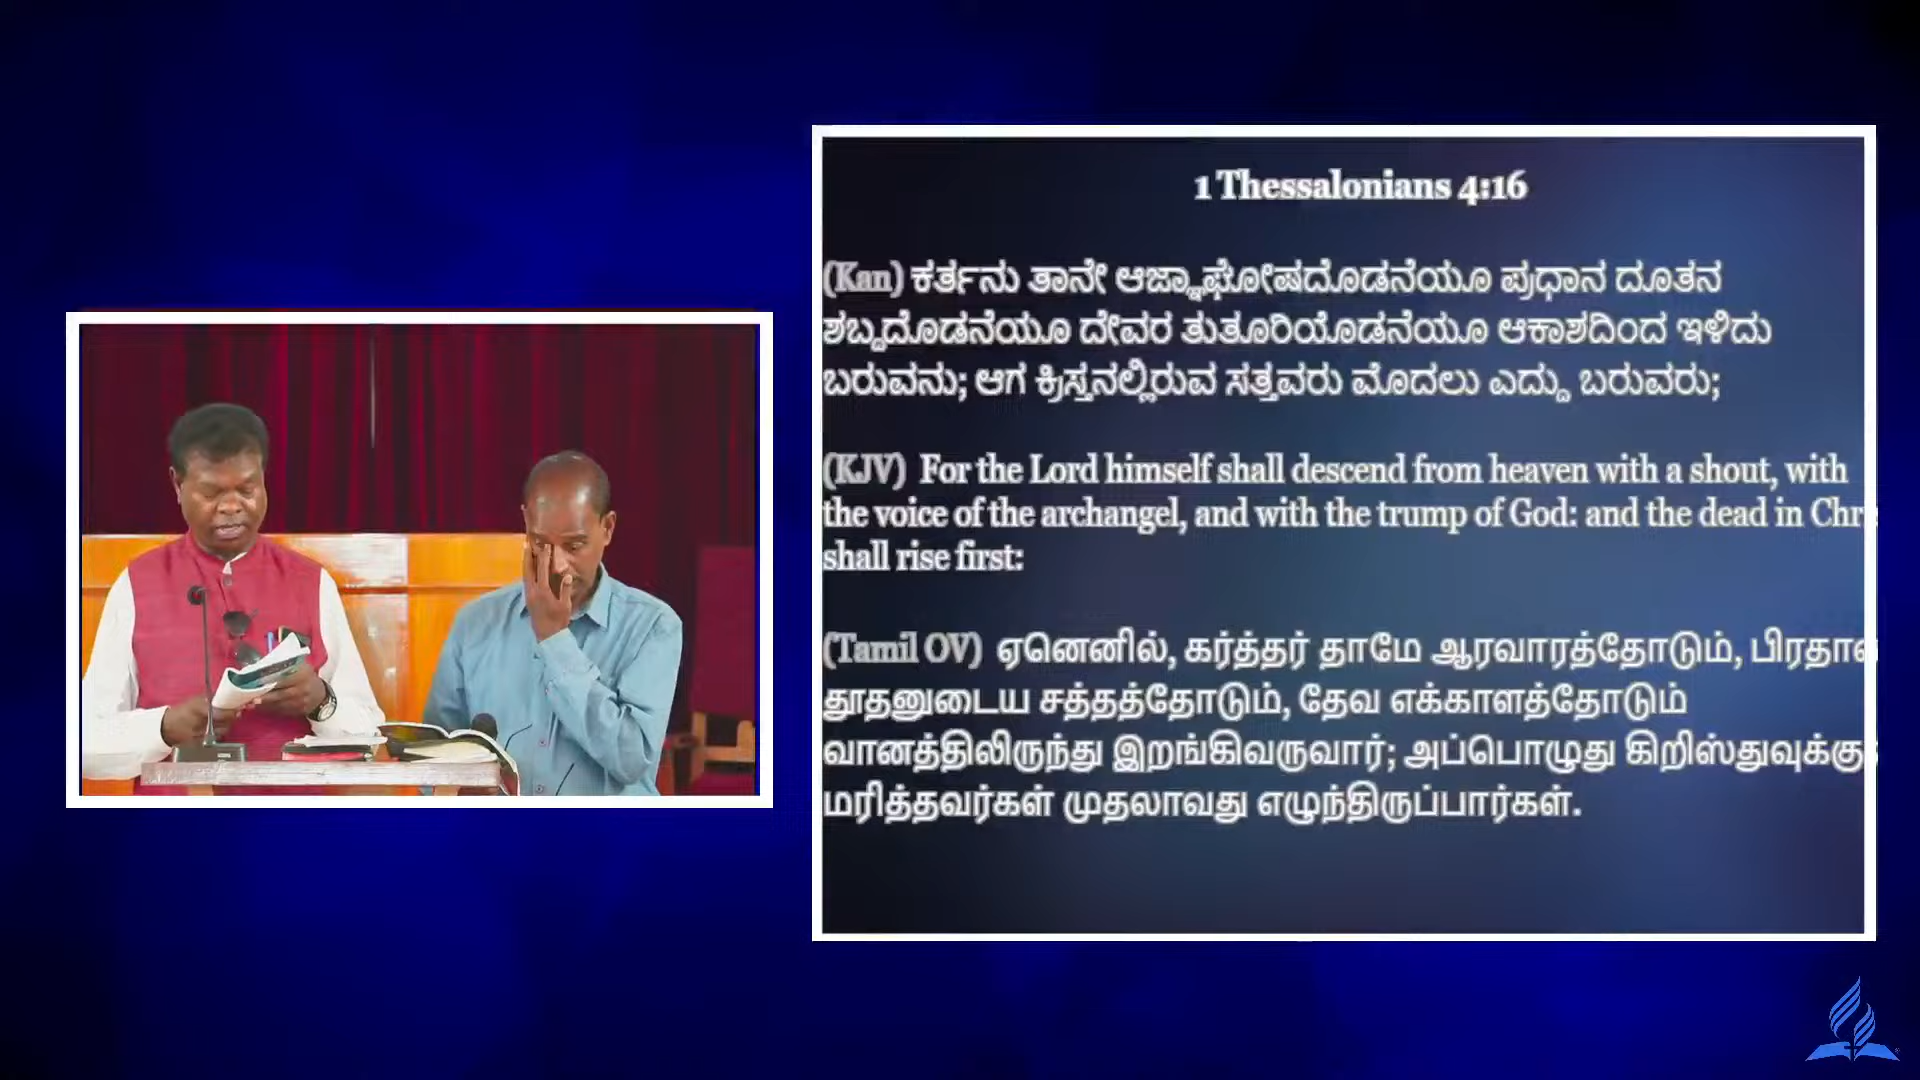 1 Thessalonians 4:16
(Kan) ಕರ್ತನು ತಾನೇ ಆಜ್ಞಾಘೋಷದೊಡನೆಯೂ ಪ್ರಧಾನ ದೂತನ
ಶಬ್ದದೊಡನೆಯೂ ದೇವರ ತುತೂರಿಯೊಡನೆಯೂ ಆಕಾಶದಿಂದ ಇಳಿದು
ಬರುವನು; ಆಗ ಕ್ರಿಸ್ತನಲ್ಲಿರುವ ಸತ್ತವರು ಮೊದಲು ಎದ್ದು ಬರುವರು;
(KJV) For the Lord himself shall descend from heaven with a shout, with
the voice of the archangel, and with the trump of God: and the dead in Chr
shall rise first:
(Tamil OV) ஏனெனில், கர்த்தர் தாமே ஆரவாரத்தோடும்,
தூதனுடைய சத்தத்தோடும், தேவ எக்காளத்தோடும்
வானத்திலிருந்து இறங்கிவருவார்; அப்பொழுது கிறிஸ்துவுக்கு
மரித்தவர்கள் முதலாவது எழுந்திருப்பார்கள்.